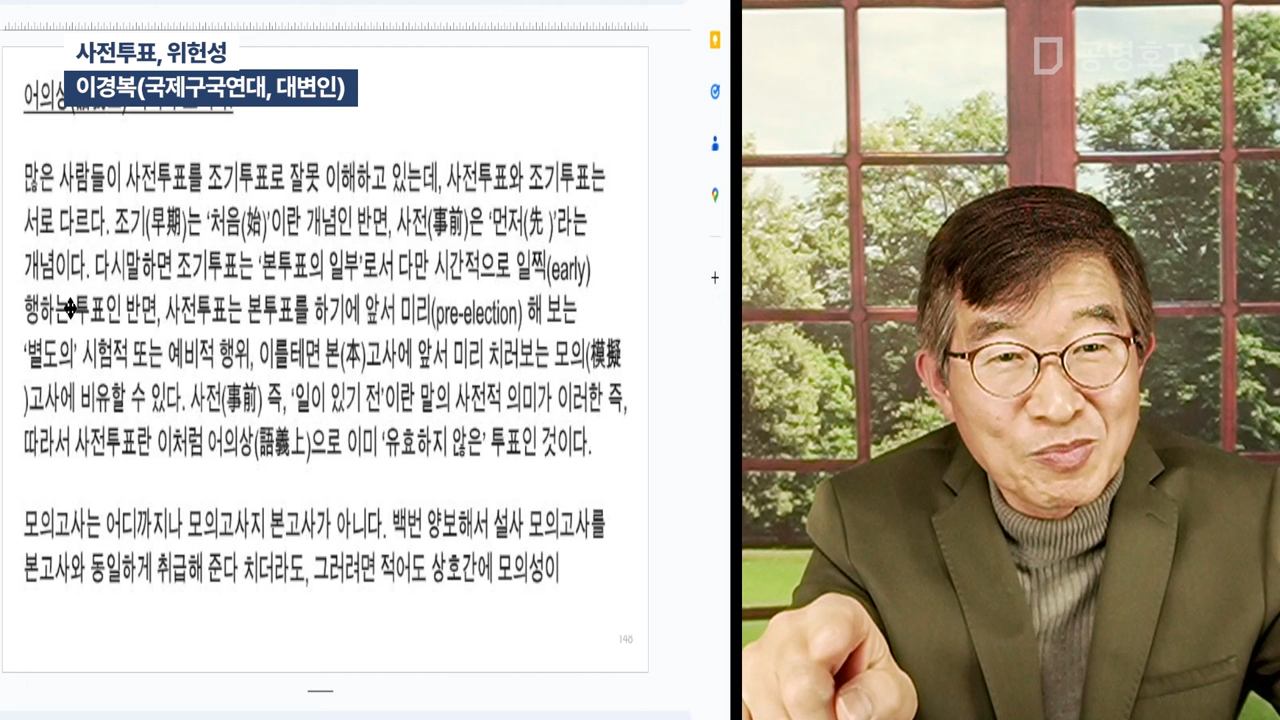 사전투표, 위헌성
이경복(국제구국연대, 대변인)
어의상
많은 사람들이 사전투표를 조기투표로 잘못 이해하고 있는데, 사전투표와 조기투표는
서로 다르다. 조기(早期)는 ‘처음(始)’이란 개념인 반면, 사전(事前)은 ‘먼저(先 )’라는
개념이다. 다시말하면 조기투표는 ‘본투표의 일부’로서 다만 시간적으로 일찍(early)
행하는 투표인 반면, 사전투표는 본투표를 하기에 앞서 미리(pre-election) 해 보는
‘별도의’ 시험적 또는 예비적 행위, 이를테면 본(本)고사에 앞서 미리 치러보는 모의(模擬
)고사에 비유할 수 있다. 사전(事前) 즉, ‘일이 있기 전’이란 말의 사전적 의미가 이러한 즉,
따라서 사전투표란 이처럼 어의상(語義上)으로 이미 ‘유효하지 않은’ 투표인 것이다.
모의고사는 어디까지나 모의고사지 본고사가 아니다. 백번 양보해서 설사 모의고사를
본고사와 동일하게 취급해 준다 치더라도, 그러려면 적어도 상호간에 모의성이
148
공병호TV